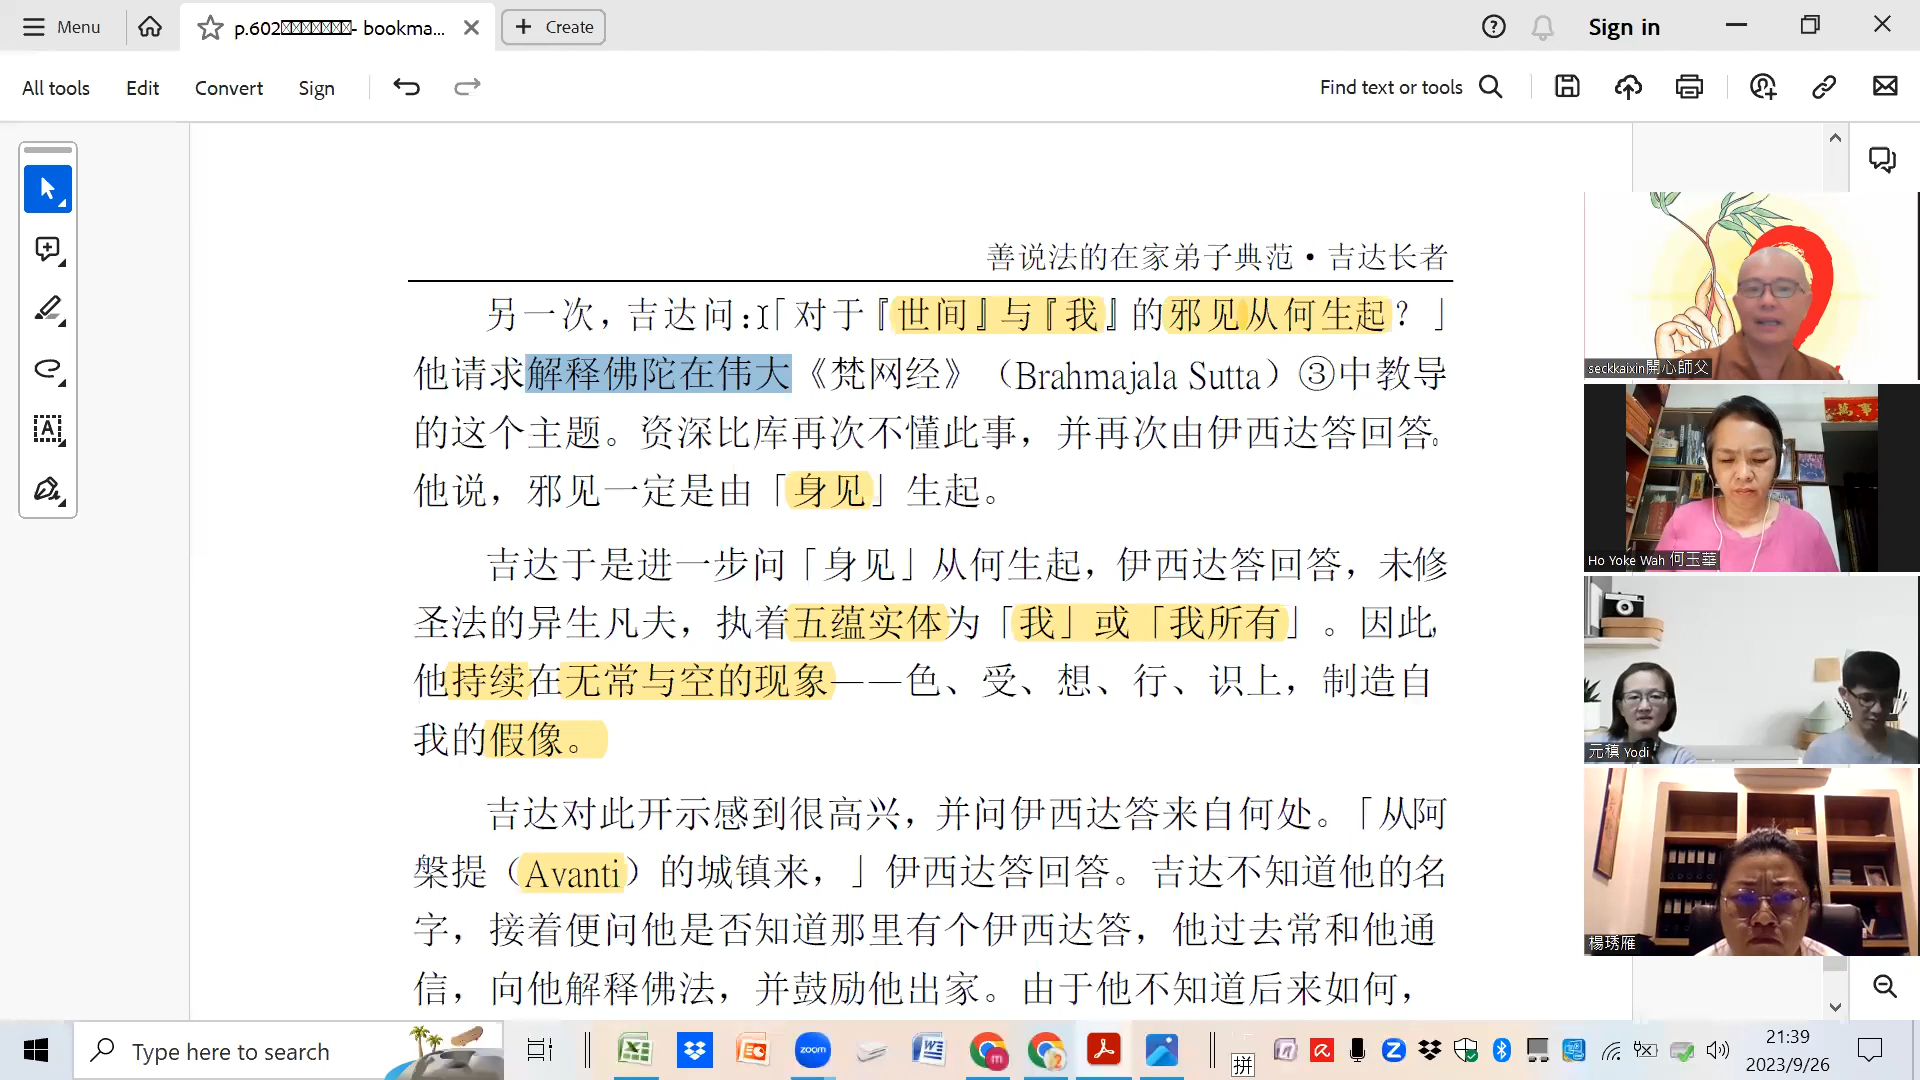 Menu
p.602 - bookma...
Create
Sign in
All tools
Edit
Convert
Sign
Find text or tools
善说法的在家弟子典范•吉达长者
另一次，吉达问：「对于『世间』与『我』的邪见从何生起？」
他请求解释佛陀在伟大《梵网经》（Brahmajala Sutta）③中教导
的这个主题。资深比库再次不懂此事，并再次由伊西达答回答。
他说，邪见一定是由「身见」生起。
吉达于是进一步问「身见」从何生起，伊西达答回答，未修
圣法的异生凡夫，执着五蕴实体为「我」或「我所有」。因此，
他持续在无常与空的现象——色、受、想、行、识上，制造自
我的假像。
吉达对此开示感到很高兴，并问伊西达答来自何处。「从阿
槃提（Avanti）的城镇来，」伊西达答回答。吉达不知道他的名
字，接着便问他是否知道那里有个伊西达答，他过去常和他通
信，向他解释佛法，并鼓励他出家。由于他不知道后来如何，
seckkaixin開心師父
Ho Yoke Wah 何玉華
元稹 Yodi
楊琇雁
Type here to search
zoom
拼
21:39
2023/9/26